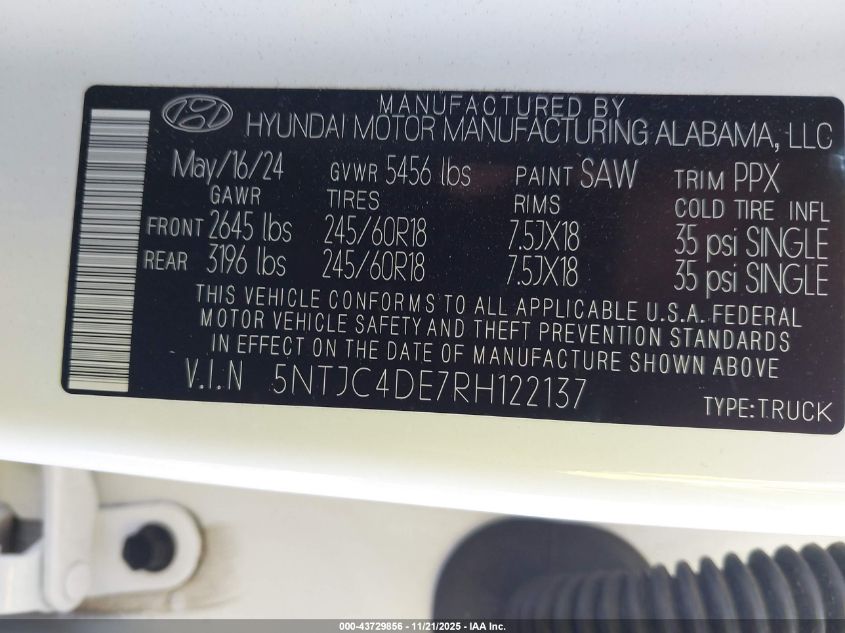 MANUFACTURED BY
HYUNDAI MOTOR MANUFACTURING ALABAMA, LLC
May/16/24 GVWR 5456 lbs PAINT SAW TRIM PPX
GAWR TIRES RIMS COLD TIRE INFL
FRONT 2645 lbs 245/60R18 7.5JX18 35 psi SINGLE
REAR 3196 lbs 245/60R18 7.5JX18 35 psi SINGLE
THIS VEHICLE CONFORMS TO ALL APPLICABLE U.S.A. FEDERAL
MOTOR VEHICLE SAFETY AND THEFT PREVENTION STANDARDS
IN EFFECT ON THE DATE OF MANUFACTURE SHOWN ABOVE
V.I.N 5NTJC4DE7RH122137
TYPE:TRUCK
000-43729856 - 11/21/2025 - IAA Inc.